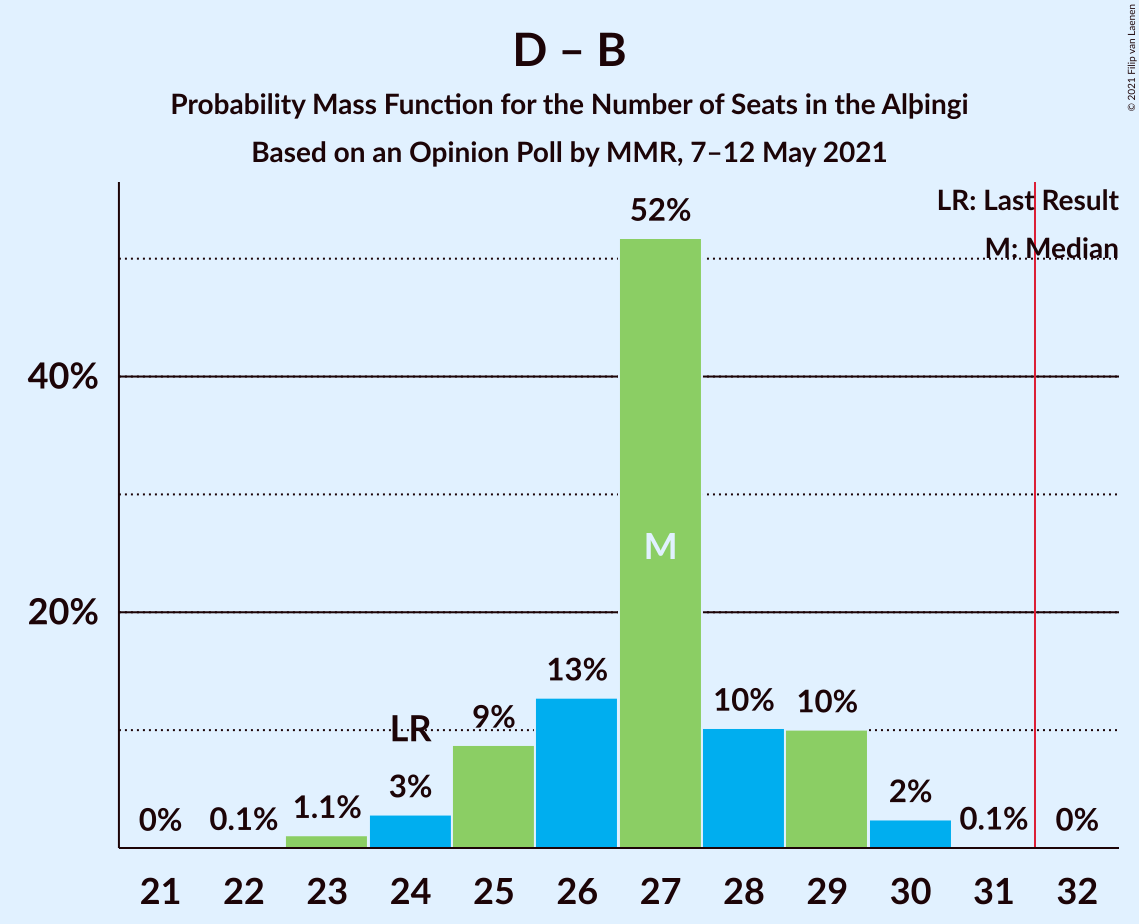 D – B
Probability Mass Function for the Number of Seats in the Alþingi
Based on an Opinion Poll by MMR, 7–12 May 2021
© 2021 Filip van Laenen
LR: Last Result
M: Median
52%
40%
M
20%
13%
10%
10%
9%
LR
3%
2%
1.1%
0%
0.1%
0.1%
0%
21 22 23 24 25 26 27 28 29 30 31 32